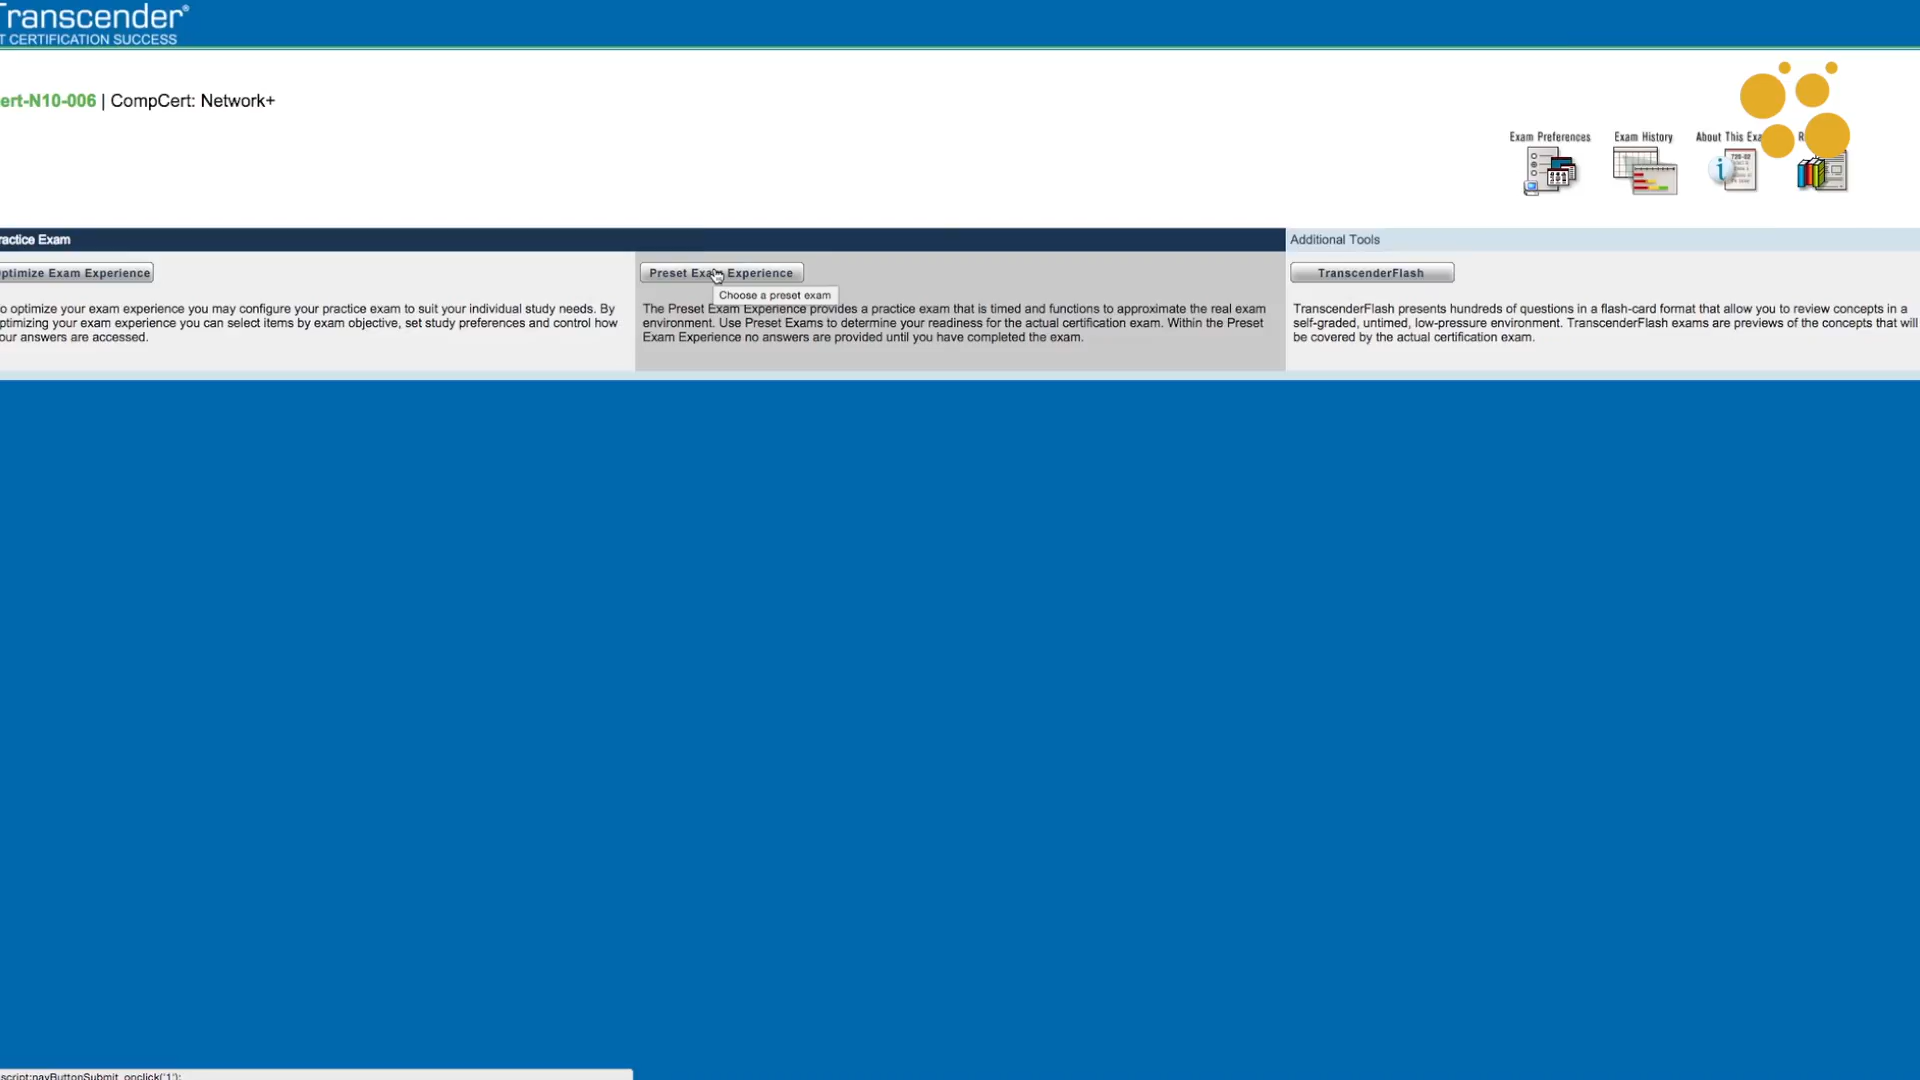 Transcender®
T CERTIFICATION SUCCESS
ert-N10-006 | CompCert: Network+
Exam Preferences
Exam History
About This Exa
R
ractice Exam
Additional Tools
ptimize Exam Experience
Preset Exam Experience
TranscenderFlash
Choose a preset exam
o optimize your exam experience you may configure your practice exam to suit your individual study needs. By
ptimizing your exam experience you can select items by exam objective, set study preferences and control how
our answers are accessed.
The Preset Exam Experience provides a practice exam that is timed and functions to approximate the real exam
environment. Use Preset Exams to determine your readiness for the actual certification exam. Within the Preset
Exam Experience no answers are provided until you have completed the exam.
TranscenderFlash presents hundreds of questions in a flash-card format that allow you to review concepts in a
self-graded, untimed, low-pressure environment. TranscenderFlash exams are previews of the concepts that will
be covered by the actual certification exam.
script:navButtonSubmit_onclick('1');